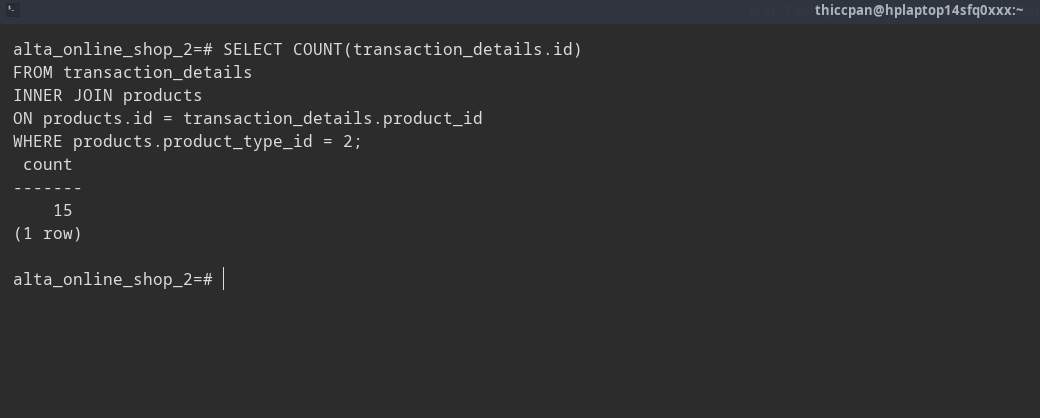 thiccpan@hplaptop14sfq0xxx:~
alta_online_shop_2=# SELECT COUNT(transaction_details.id)
FROM transaction_details
INNER JOIN products
ON products.id = transaction_details.product_id
WHERE products.product_type_id = 2;
 count
-------
    15
(1 row)

alta_online_shop_2=#